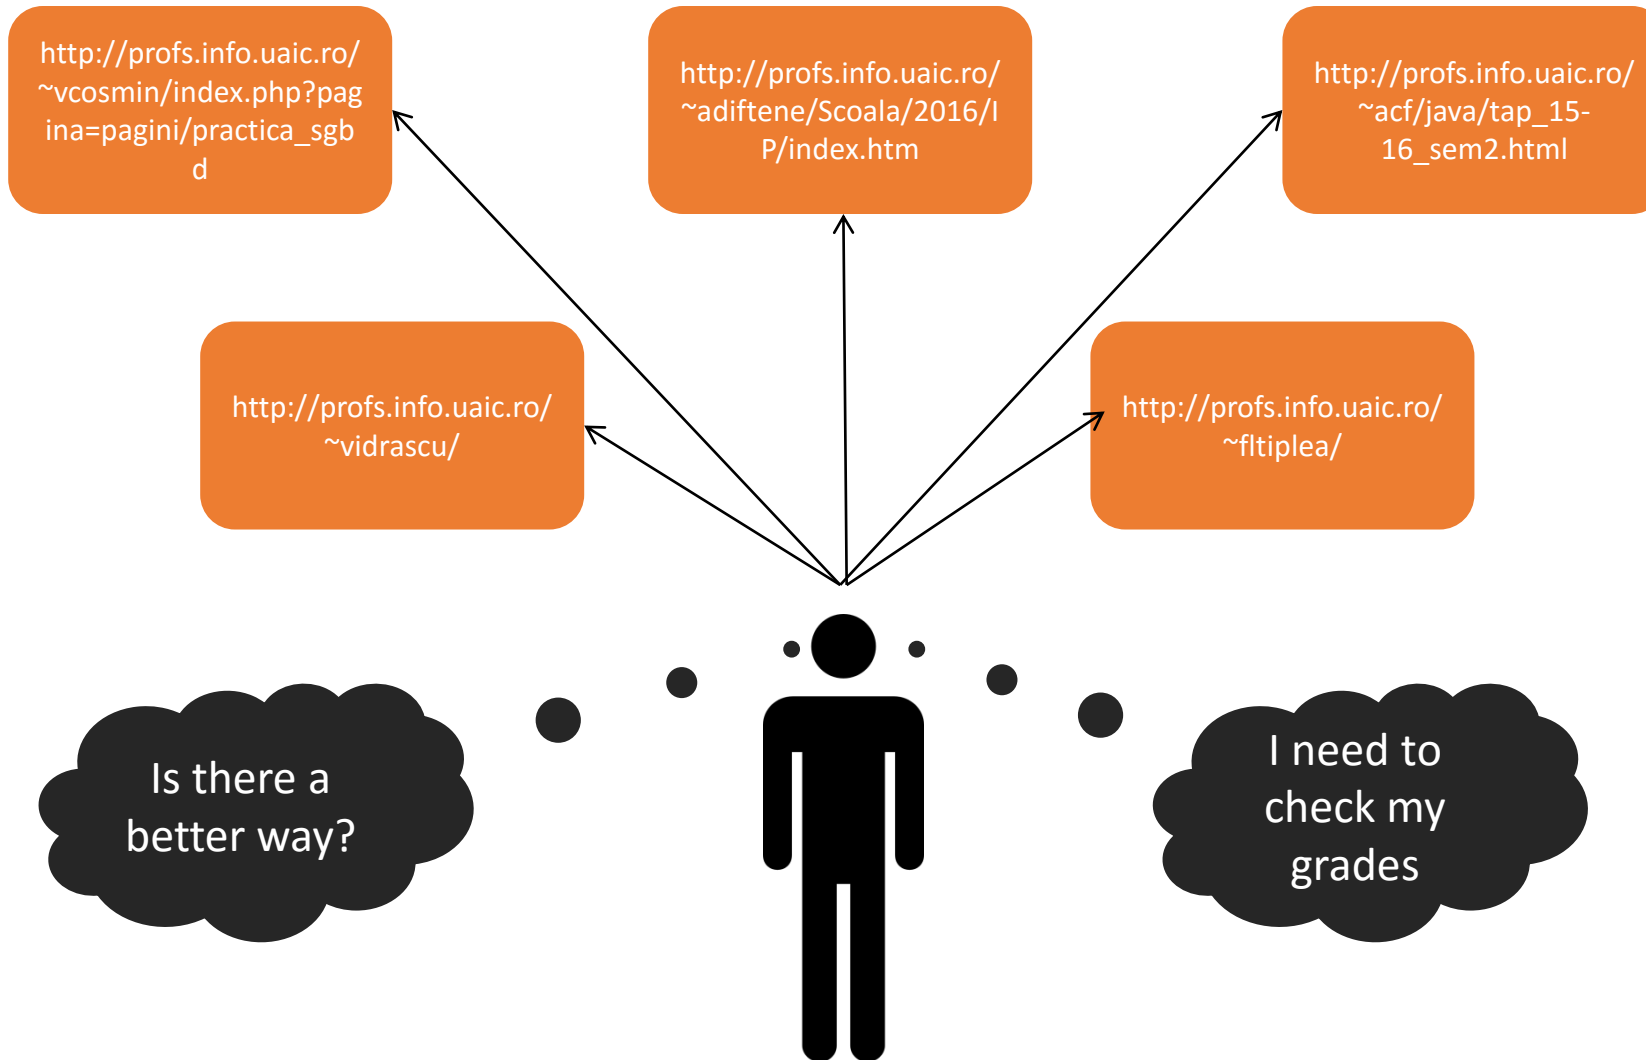 http://profs.info.uaic.ro/
~vcosmin/index.php?pag
ina=pagini/practica_sgb
d
http://profs.info.uaic.ro/
~adiftene/Scoala/2016/I
P/index.htm
http://profs.info.uaic.ro/
~acf/java/tap_15-
16_sem2.html
http://profs.info.uaic.ro/
~vidrascu/
http://profs.info.uaic.ro/
~fltiplea/
Is there a
better way?
I need to
check my
grades